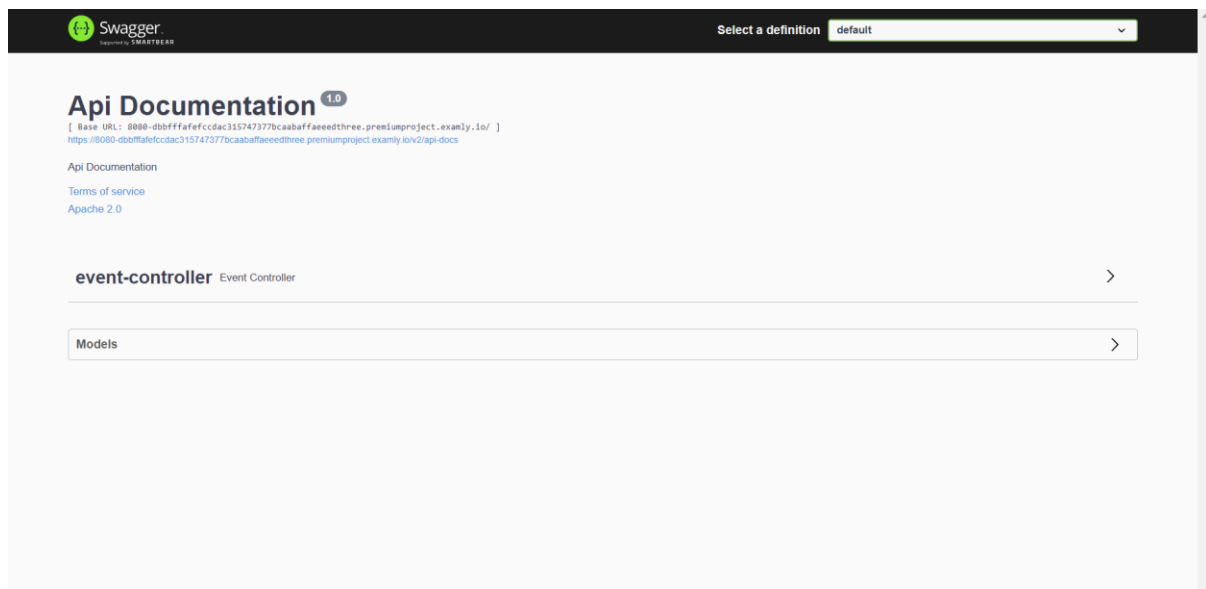 Swagger.
Supported by SMARTBEAR
Select a definition
default
Api Documentation 1.0
[ Base URL: 8080-dbbfffafefccdac315747377bcaabaffaeeedthree.premiumproject.examly.io/ ]
https://8080-dbbfffafefccdac315747377bcaabaffaeeedthree.premiumproject.examly.io/v2/api-docs
Api Documentation
Terms of service
Apache 2.0
event-controller Event Controller
Models